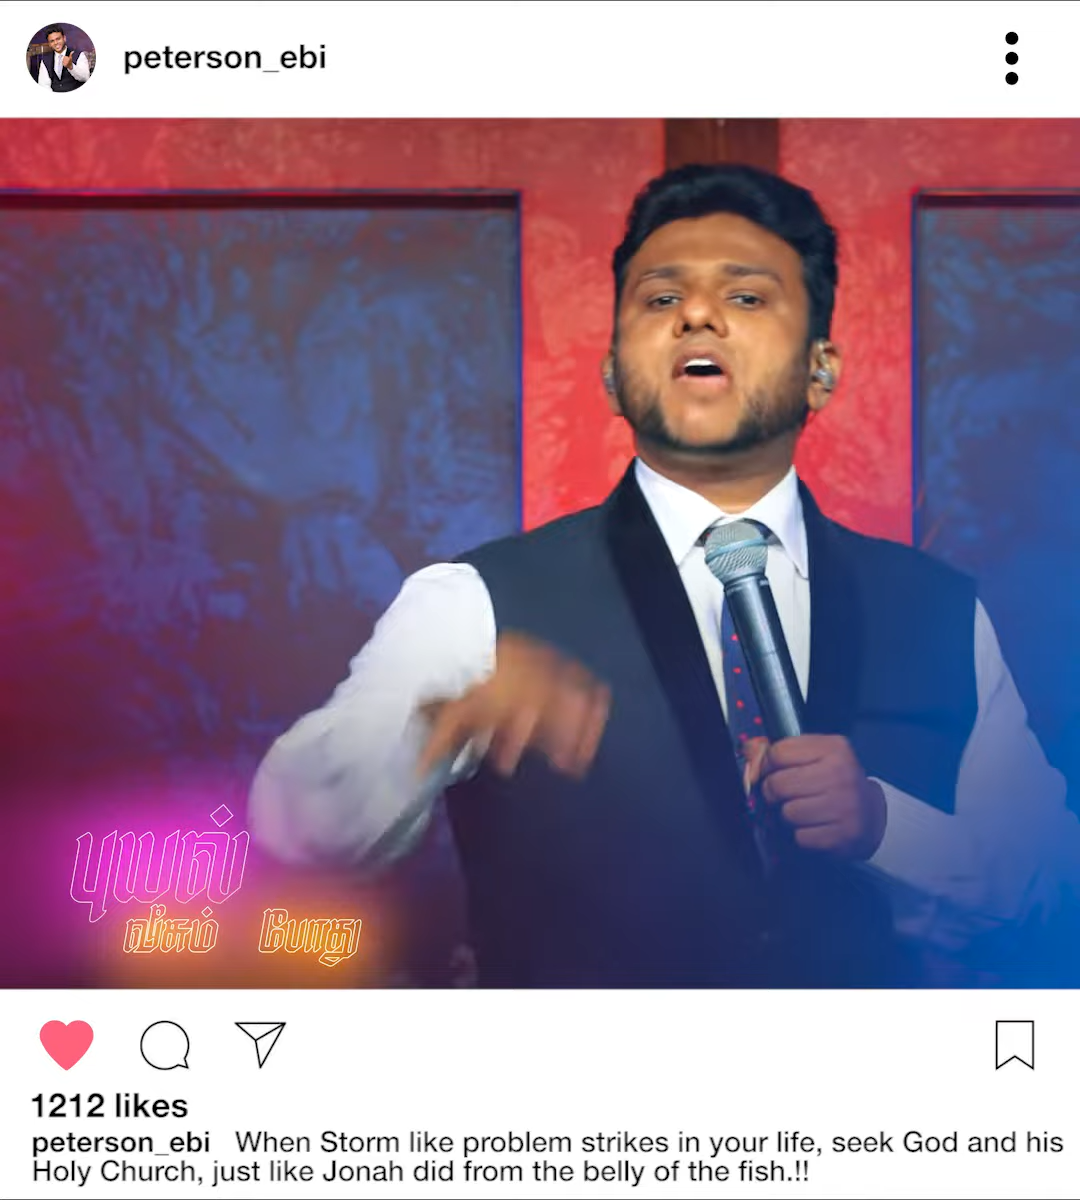 peterson_ebi
புயல்
வீசும் போது
1212 likes
peterson_ebi When Storm like problem strikes in your life, seek God and his
Holy Church, just like Jonah did from the belly of the fish.!!